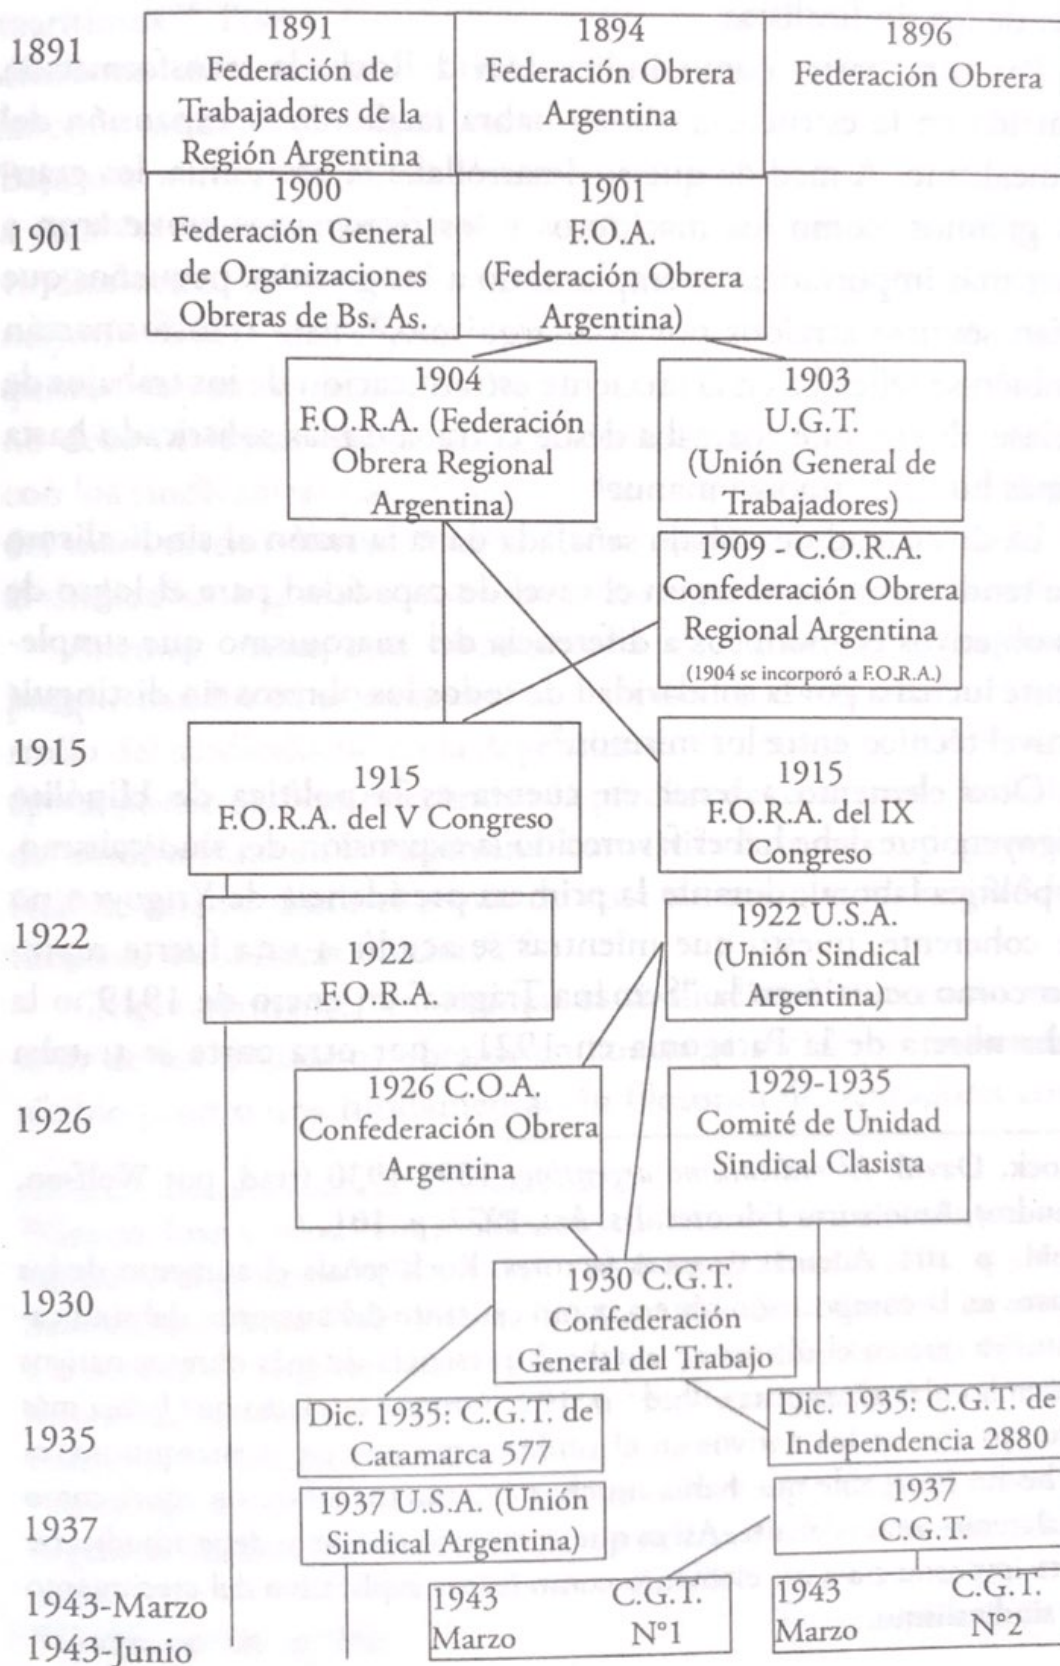 1891
1891
Federación de
Trabajadores de la
Región Argentina
1894
Federación Obrera
Argentina
1896
Federación Obrera
1901
1900
Federación General
de Organizaciones
Obreras de Bs. As.
1901
F.O.A.
(Federación Obrera
Argentina)
1904
F.O.R.A. (Federación
Obrera Regional
Argentina)
1903
U.G.T.
(Unión General de
Trabajadores)
1909 - C.O.R.A.
Confederación Obrera
Regional Argentina
(1904 se incorporó a F.O.R.A.)
1915
1915
F.O.R.A. del V Congreso
1915
F.O.R.A. del IX
Congreso
1922
1922
F.O.R.A.
1922 U.S.A.
(Unión Sindical
Argentina)
1926
1926 C.O.A.
Confederación Obrera
Argentina
1929-1935
Comité de Unidad
Sindical Clasista
1930
1930 C.G.T.
Confederación
General del Trabajo
1935
Dic. 1935: C.G.T. de
Catamarca 577
Dic. 1935: C.G.T. de
Independencia 2880
1937
1937 U.S.A. (Unión
Sindical Argentina)
1937
C.G.T.
1943-Marzo
1943-Junio
1943 C.G.T.
Marzo N°1
1943 C.G.T.
Marzo N°2